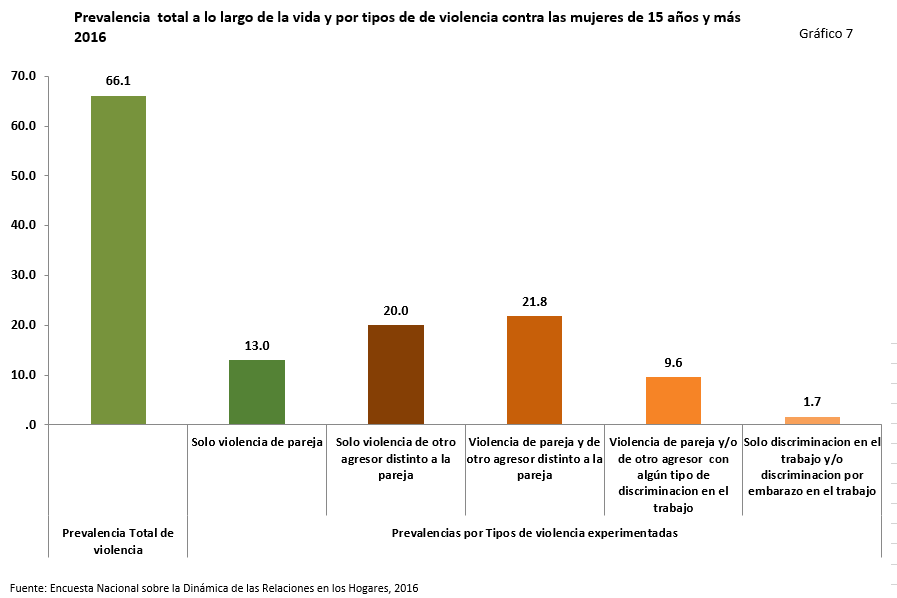 Prevalencia  total a lo largo de la vida y por tipos de de violencia contra las mujeres de 15 años y más
2016
Gráfico 7
70.0
60.0
50.0
40.0
30.0
20.0
10.0
.0
66.1
13.0
20.0
21.8
9.6
1.7
Solo violencia de pareja
Solo violencia de otro
agresor distinto a la
pareja
Violencia de pareja y de
otro agresor distinto a la
pareja
Violencia de pareja y/o
de otro agresor  con
algún tipo de
discriminacion en el
trabajo
Solo discriminacion en el
trabajo y/o
discriminacion por
embarazo en el trabajo
Prevalencia Total de
violencia
Prevalencias por Tipos de violencia experimentadas
Fuente: Encuesta Nacional sobre la Dinámica de las Relaciones en los Hogares, 2016